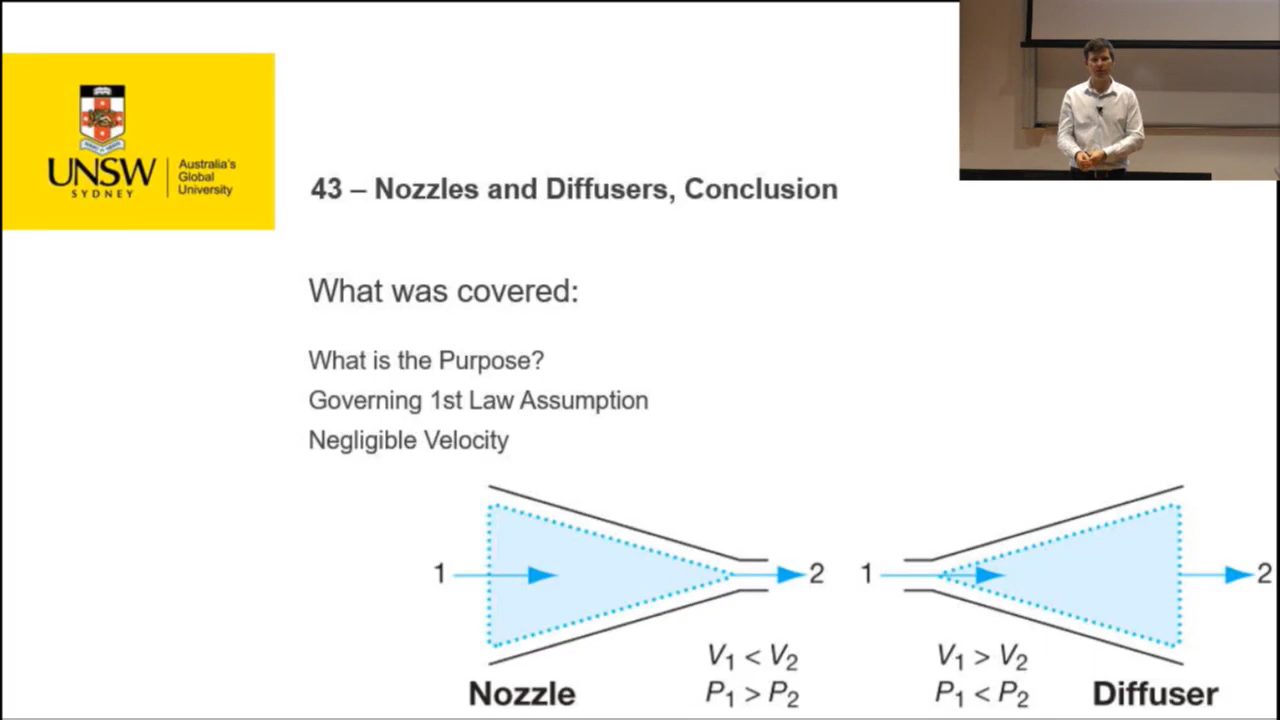 UNSW
SYDNEY
Australia's
Global
University
43 – Nozzles and Diffusers, Conclusion
What was covered:
What is the Purpose?
Governing 1st Law Assumption
Negligible Velocity
1
2
1
2
V₁ < V₂
P₁ > P₂
V₁ > V₂
P₁ < P₂
Nozzle
Diffuser